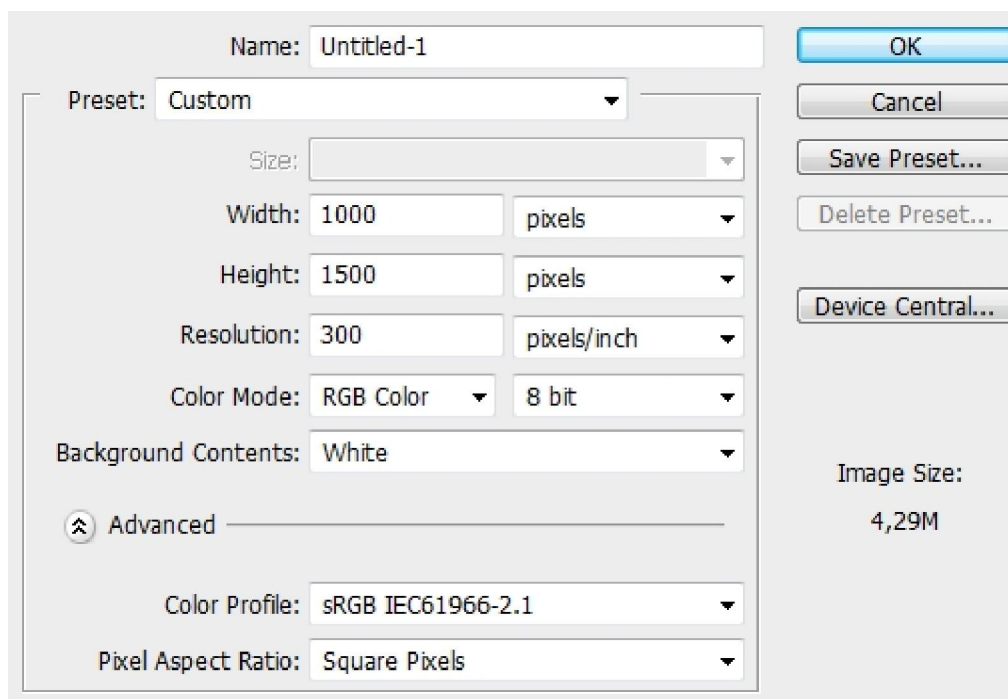 Name: Untitled-1
OK
Preset: Custom
Cancel
Size:
Save Preset...
Width: 1000 pixels
Delete Preset...
Height: 1500 pixels
Device Central...
Resolution: 300 pixels/inch
Color Mode: RGB Color 8 bit
Background Contents: White
Image Size:
4,29M
Advanced
Color Profile: sRGB IEC61966-2.1
Pixel Aspect Ratio: Square Pixels